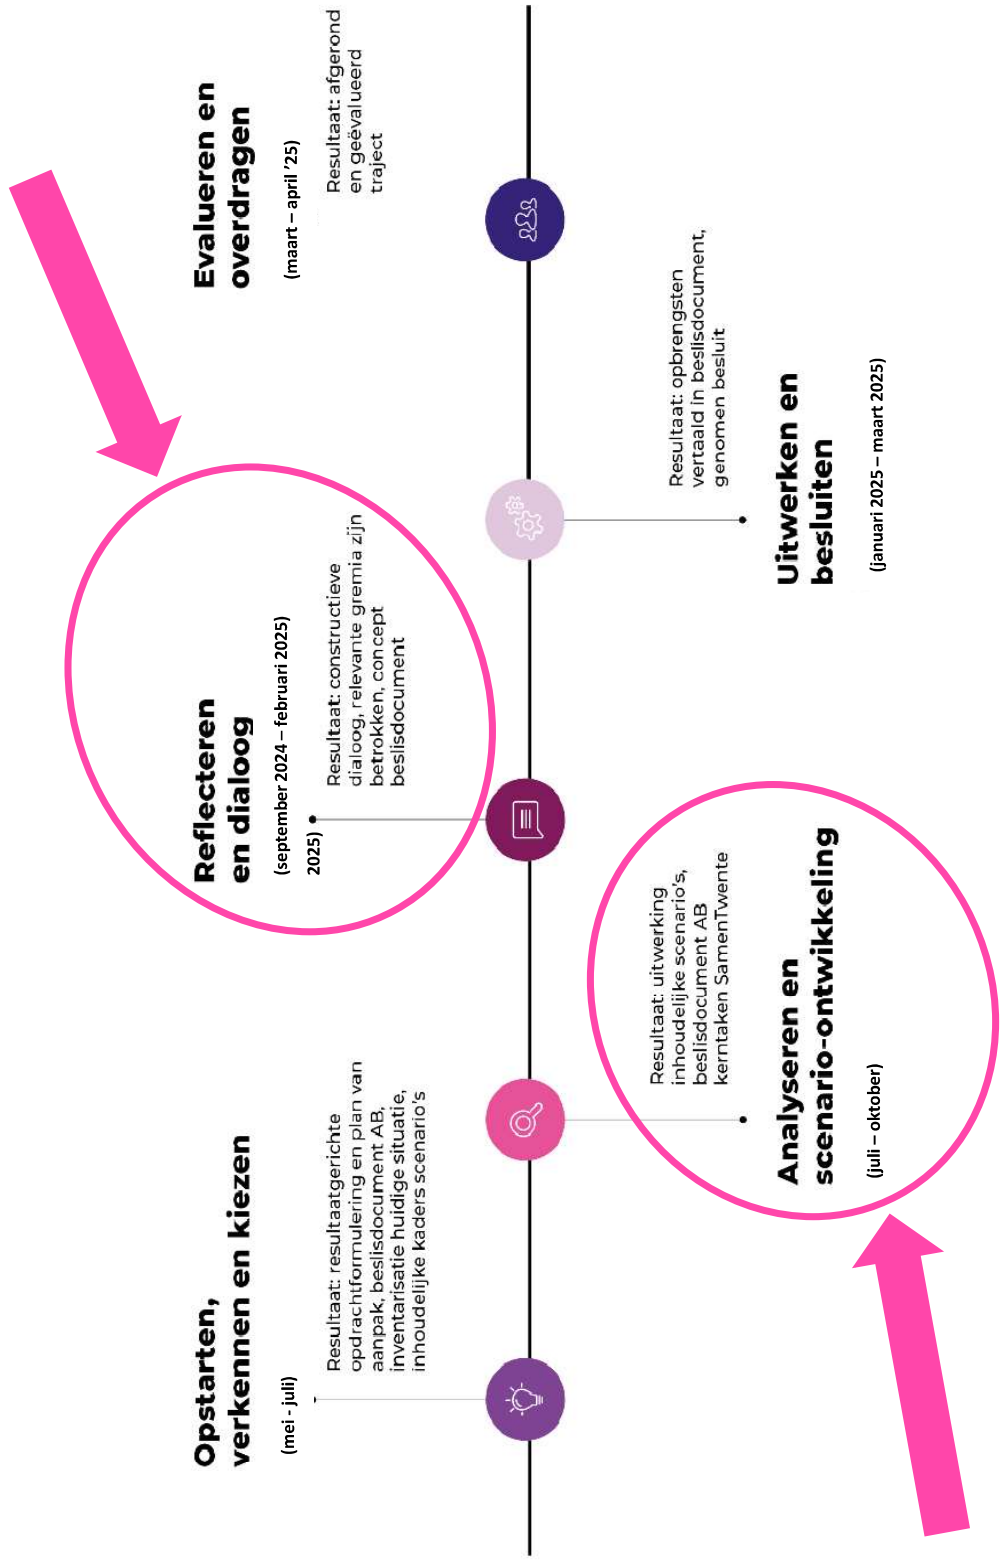 Opstarten,
verkennen en kiezen
(mei - juli)
Resultaat: resultaatgerichte
opdrachtformulering en plan van
aanpak, beslisdocument AB,
inventarisatie huidige situatie,
inhoudelijke kaders scenario's
Resultaat: uitwerking
inhoudelijke scenario's,
beslisdocument AB
kerntaken SamenTwente
Analyseren en
scenario-ontwikkeling
(juli – oktober)
Reflecteren
en dialoog
(september 2024 – februari 2025)
2025)
Resultaat: constructieve
dialoog, relevante gremia zijn
betrokken, concept
beslisdocument
Resultaat: opbrengsten
vertaald in beslisdocument,
genomen besluit
Uitwerken en
besluiten
(januari 2025 – maart 2025)
Evalueren en
overdragen
(maart – april '25)
Resultaat: afgerond
en geëvalueerd
traject